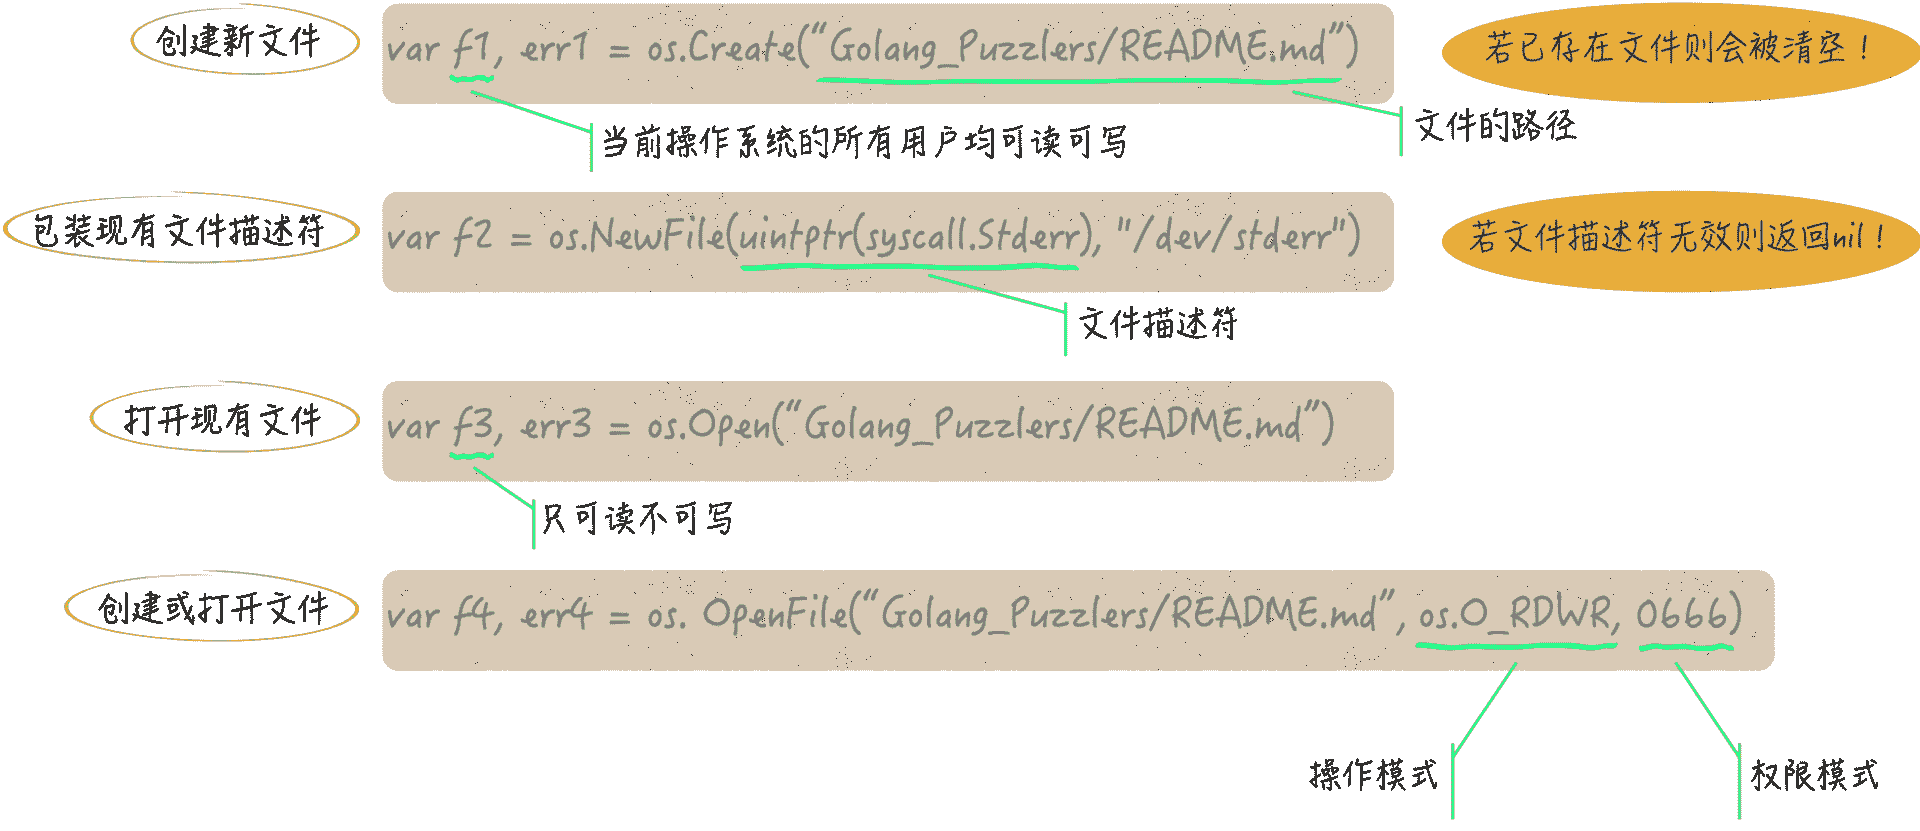 创建新文件
var f1, err1 = os.Create(“Golang_Puzzlers/README.md”)
若已存在文件则会被清空！
当前操作系统的所有用户均可读可写
文件的路径
包装现有文件描述符
var f2 = os.NewFile(uintptr(syscall.Stderr), "/dev/stderr")
若文件描述符无效则返回nil！
文件描述符
打开现有文件
var f3, err3 = os.Open(“Golang_Puzzlers/README.md”)
只可读不可写
创建或打开文件
var f4, err4 = os. OpenFile(“Golang_Puzzlers/README.md”, os.O_RDWR, 0666)
操作模式
权限模式